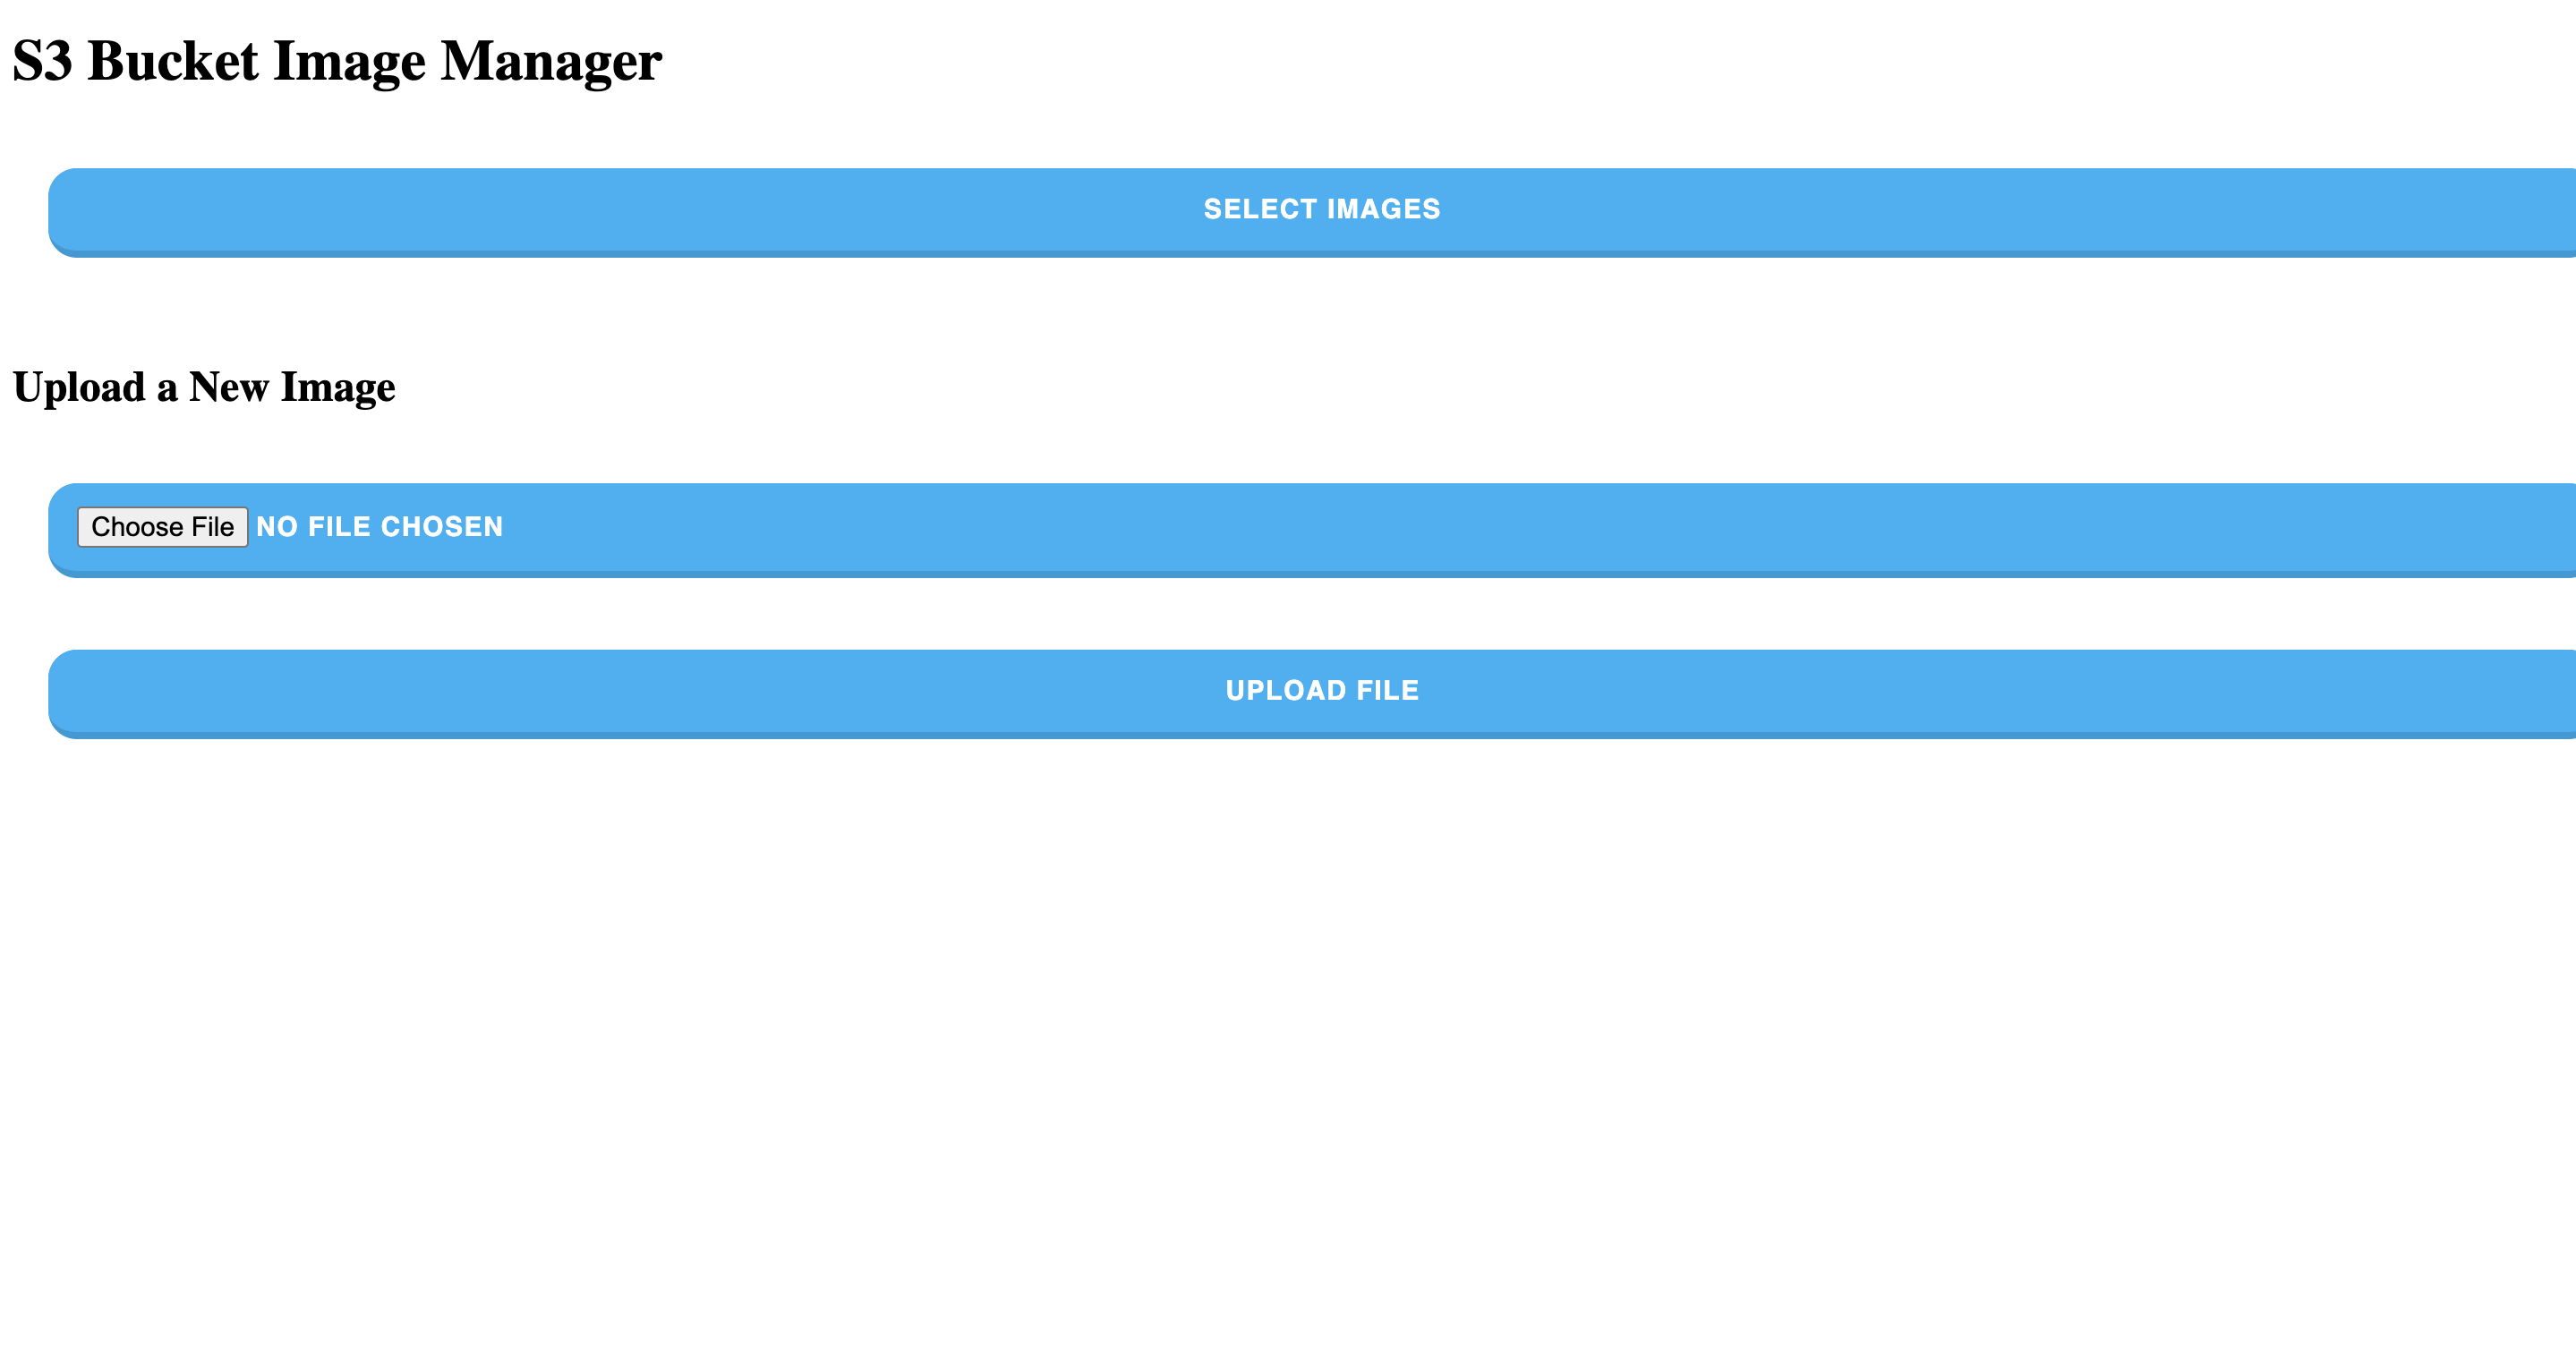 S3 Bucket Image Manager
SELECT IMAGES
Upload a New Image
Choose File NO FILE CHOSEN
UPLOAD FILE